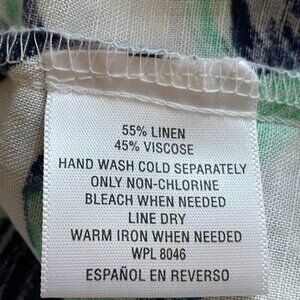 55% LINEN
45% VISCOSE
HAND WASH COLD SEPARATELY
ONLY NON-CHLORINE
BLEACH WHEN NEEDED
LINE DRY
WARM IRON WHEN NEEDED
WPL 8046
ESPAÑOL EN REVERSO